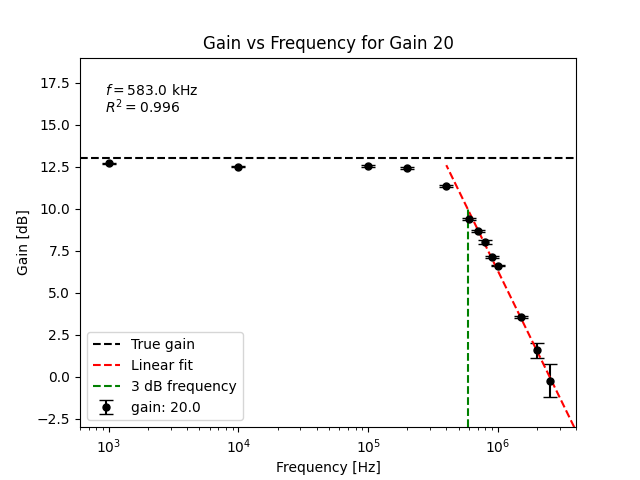 Gain vs Frequency for Gain 20
f = 583.0 kHz
R² = 0.996
17.5
15.0
12.5
10.0
7.5
5.0
2.5
0.0
−2.5
Gain [dB]
True gain
Linear fit
3 dB frequency
gain: 20.0
10³ 10⁴ 10⁵ 10⁶
Frequency [Hz]